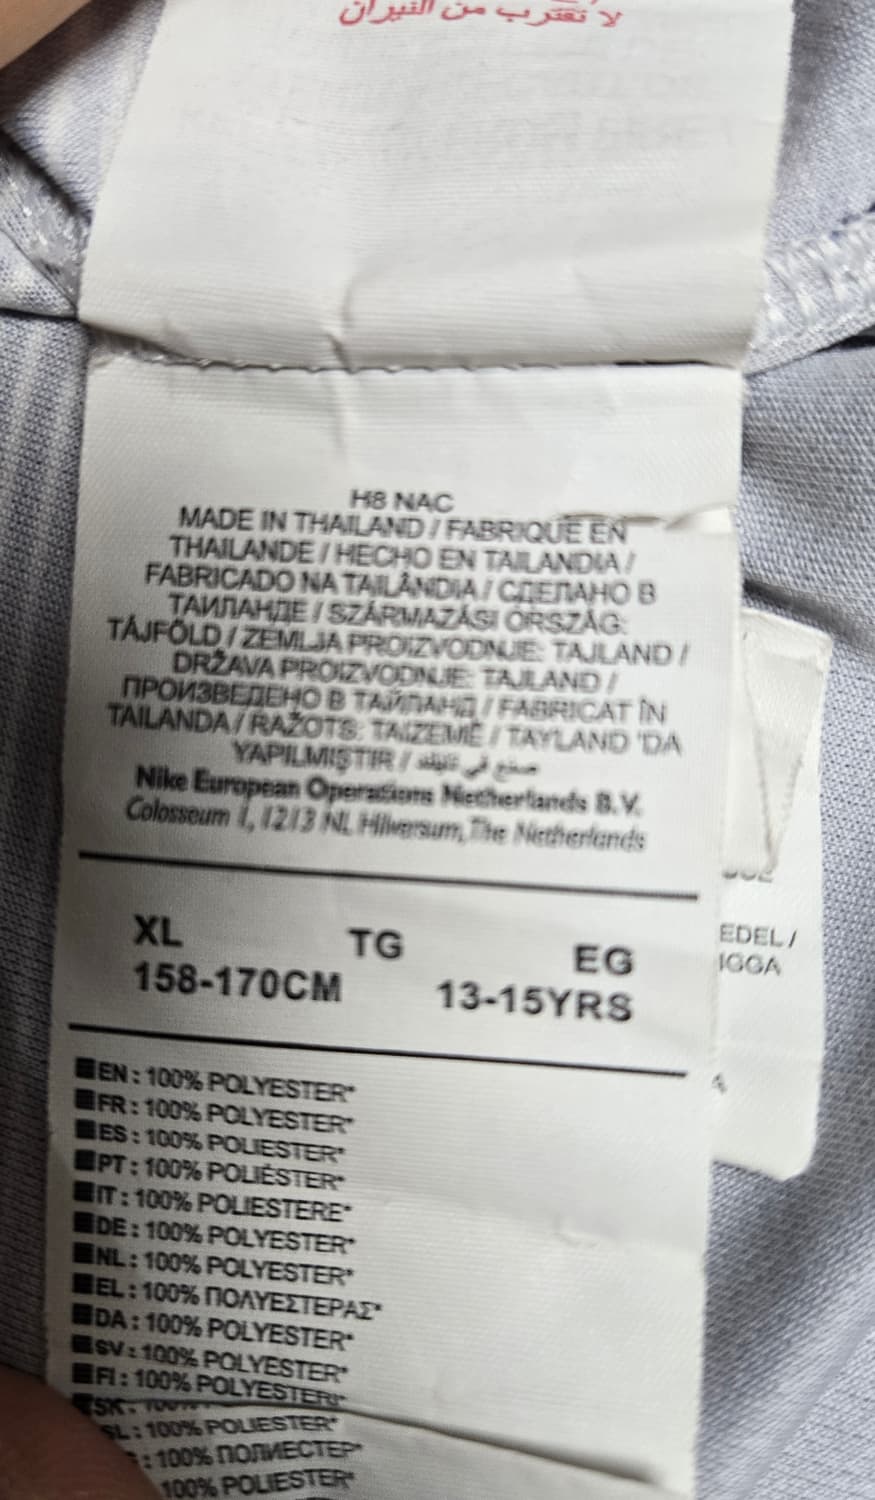 لا تقترب من النيران
H8 NAC
MADE IN THAILAND / FABRIQUÉ EN
THAILANDE / HECHO EN TAILANDIA /
FABRICADO NA TAILÂNDIA / СДЕЛАНО В
ТАИЛАНДЕ / SZÁRMAZÁSI ORSZÁG:
TÁJFÖLD / ZEMLJA PROIZVODNJE: TAJLAND /
DRŽAVA PROIZVODNJE: TAJLAND /
ПРОИЗВЕДЕНО В ТАЙЛАНД / FABRICAT ÎN
TAILANDA / RAŽOTS: TAIZEMĒ / TAYLAND 'DA
YAPILMIŞTIR / صنع في تايلاند
Nike European Operations Netherlands B.V.
Colosseum 1, 1213 NL Hilversum, The Netherlands
XL TG EG
158-170CM 13-15YRS
EDEL /
IGGA
EN : 100% POLYESTER*
FR : 100% POLYESTER*
ES : 100% POLIESTER*
PT : 100% POLIÉSTER*
IT : 100% POLIESTERE*
DE : 100% POLYESTER*
NL : 100% POLYESTER*
EL : 100% ΠΟΛΥΕΣΤΕΡΑΣ*
DA : 100% POLYESTER*
SV : 100% POLYESTER*
FI : 100% POLYESTERI*
SK :
SL : 100% POLIESTER*
: 100% ПОЛИЕСТЕР*
100% POLIESTER*